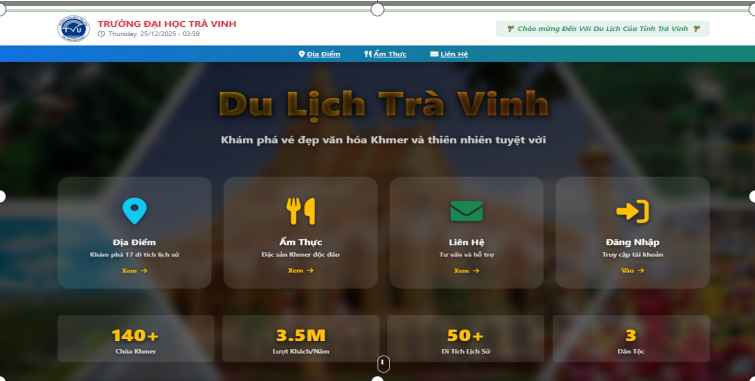 TVU
TRƯỜNG ĐẠI HỌC TRÀ VINH
Thursday, 25/12/2025 - 03:59
Chào mừng Đến Với Du Lịch Của Tỉnh Trà Vinh
Địa Điểm Ẩm Thực Liên Hệ
Du Lịch Trà Vinh
Khám phá vẻ đẹp văn hóa Khmer và thiên nhiên tuyệt vời
Địa Điểm
Khám phá 17 di tích lịch sử
Xem →
Ẩm Thực
Đặc sản Khmer độc đáo
Xem →
Liên Hệ
Tư vấn và hỗ trợ
Xem →
Đăng Nhập
Truy cập tài khoản
Vào →
140+
Chùa Khmer
3.5M
Lượt Khách/Năm
50+
Di Tích Lịch Sử
3
Dân Tộc